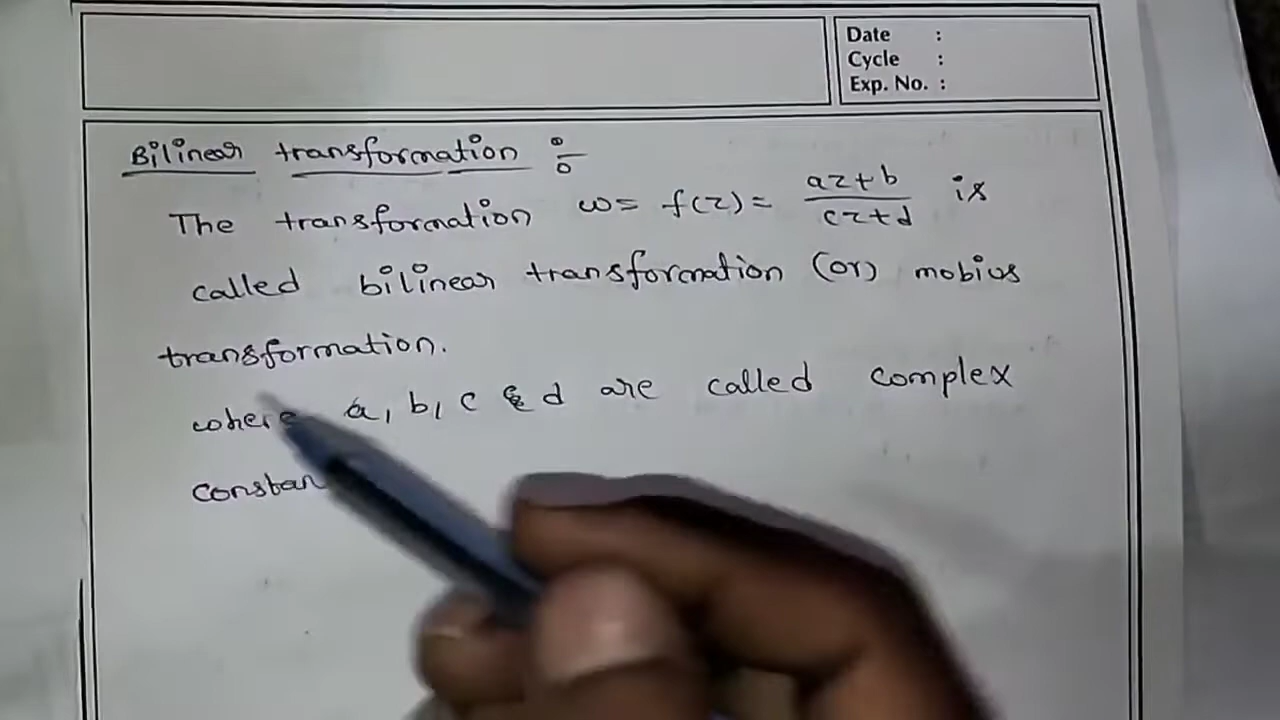 Date :
Cycle :
Exp. No. :
Bilinear transformation :-
The transformation w = f(z) = (az+b)/(cz+d) is
called bilinear transformation (or) mobius
transformation.
where a, b, c & d are called complex
constan